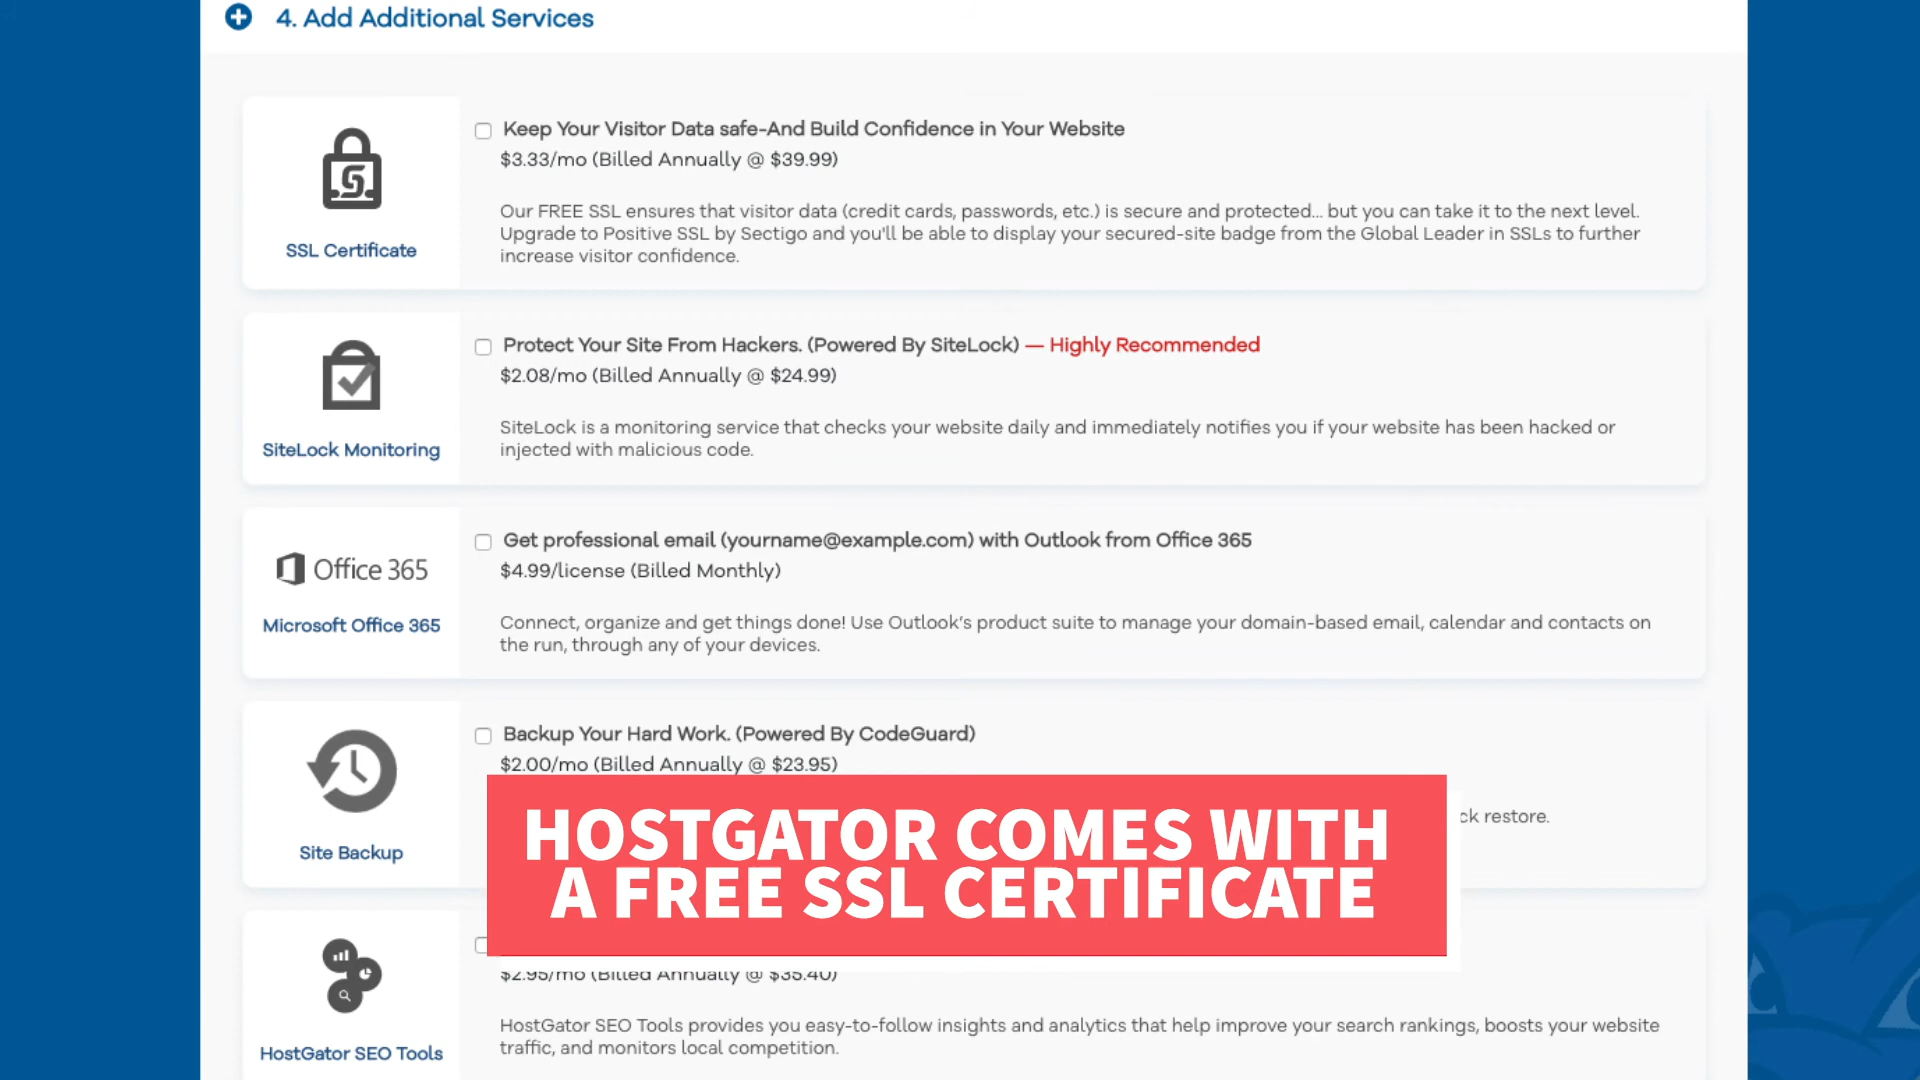 4. Add Additional Services
Keep Your Visitor Data safe-And Build Confidence in Your Website
$3.33/mo (Billed Annually @ $39.99)
Our FREE SSL ensures that visitor data (credit cards, passwords, etc.) is secure and protected... but you can take it to the next level.
Upgrade to Positive SSL by Sectigo and you'll be able to display your secured-site badge from the Global Leader in SSLs to further
increase visitor confidence.
SSL Certificate
Protect Your Site From Hackers. (Powered By SiteLock) — Highly Recommended
$2.08/mo (Billed Annually @ $24.99)
SiteLock is a monitoring service that checks your website daily and immediately notifies you if your website has been hacked or
injected with malicious code.
SiteLock Monitoring
Get professional email (yourname@example.com) with Outlook from Office 365
$4.99/license (Billed Monthly)
Office 365
Connect, organize and get things done! Use Outlook's product suite to manage your domain-based email, calendar and contacts on
the run, through any of your devices.
Microsoft Office 365
Backup Your Hard Work. (Powered By CodeGuard)
$2.00/mo (Billed Annually @ $23.95)
restore.
Site Backup
HOSTGATOR COMES WITH
A FREE SSL CERTIFICATE
$2.95/mo (Billed Annually @ $35.40)
HostGator SEO Tools provides you easy-to-follow insights and analytics that help improve your search rankings, boosts your website
traffic, and monitors local competition.
HostGator SEO Tools